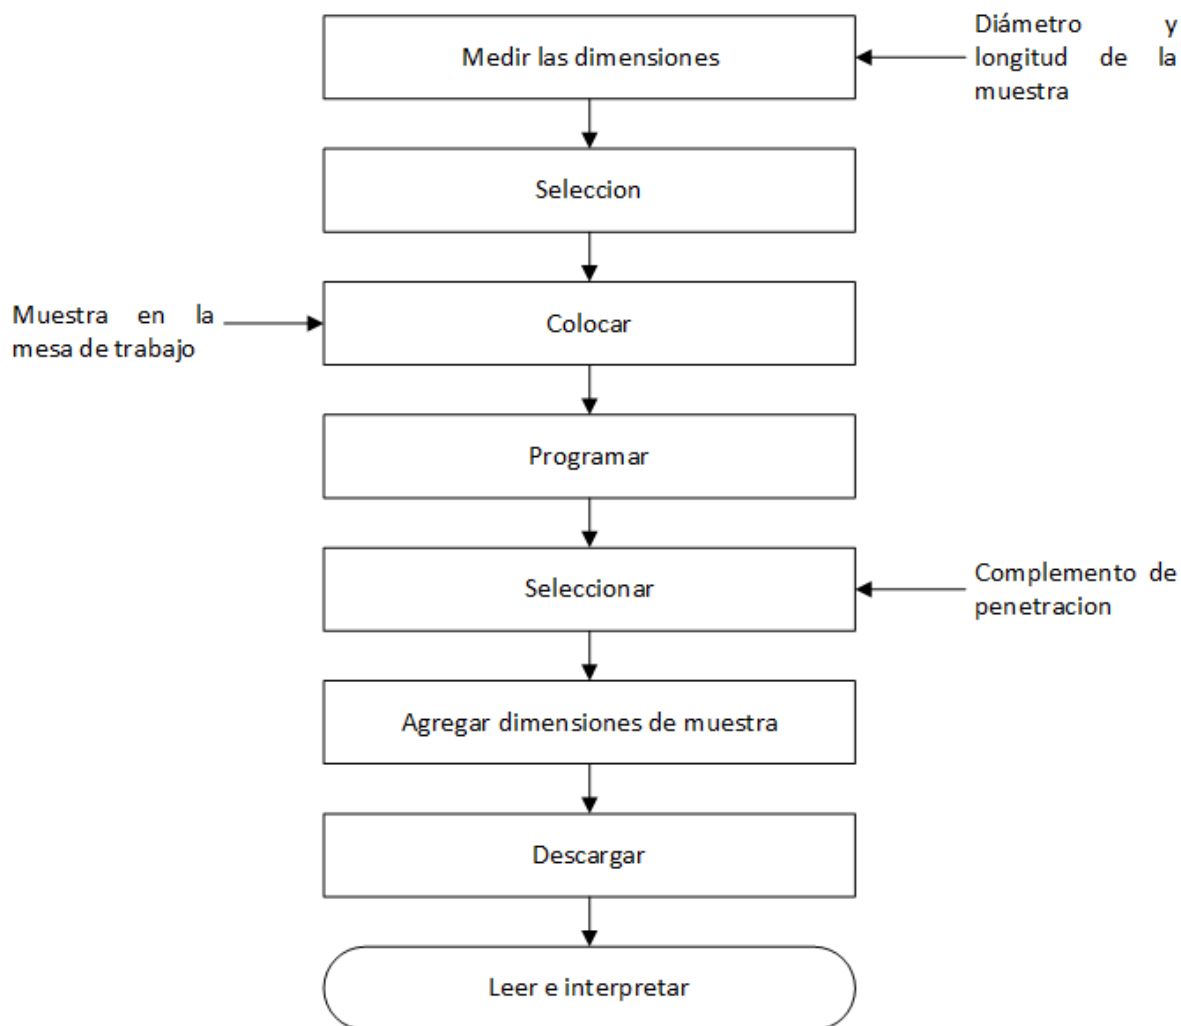 Medir las dimensiones
Diámetro y
longitud de la
muestra
Seleccion
Muestra en la
mesa de trabajo
Colocar
Programar
Seleccionar
Complemento de
penetracion
Agregar dimensiones de muestra
Descargar
Leer e interpretar